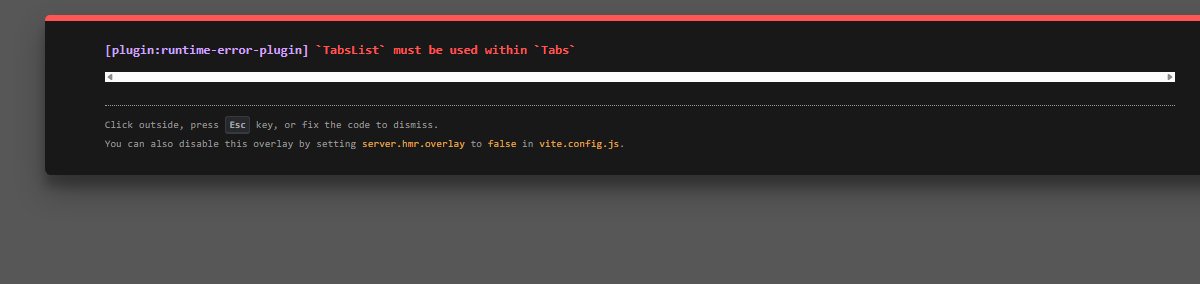 [plugin:runtime-error-plugin] `TabsList` must be used within `Tabs`
Click outside, press Esc key, or fix the code to dismiss.
You can also disable this overlay by setting server.hmr.overlay to false in vite.config.js.